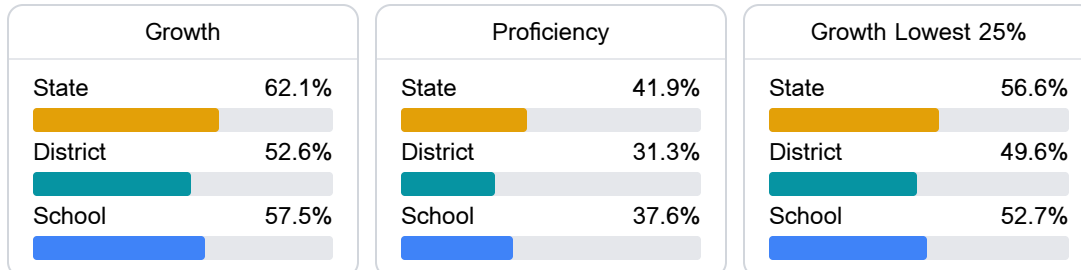 Growth
State 62.1%
District 52.6%
School 57.5%
Proficiency
State 41.9%
District 31.3%
School 37.6%
Growth Lowest 25%
State 56.6%
District 49.6%
School 52.7%